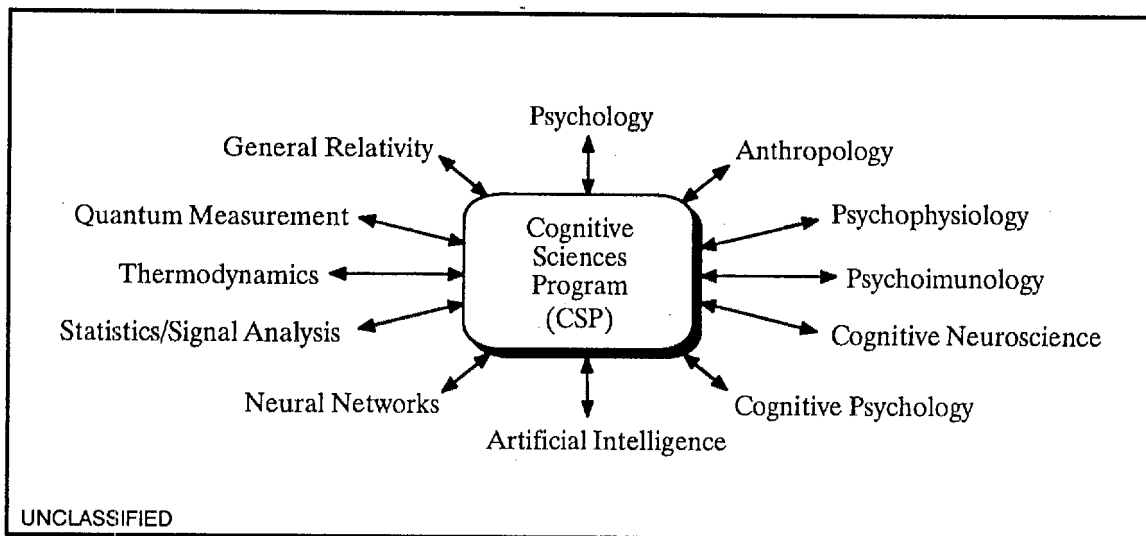 Psychology
General Relativity
Anthropology
Quantum Measurement
Psychophysiology
Cognitive
Sciences
Program
(CSP)
Thermodynamics
Psychoimunology
Statistics/Signal Analysis
Cognitive Neuroscience
Neural Networks
Cognitive Psychology
Artificial Intelligence
UNCLASSIFIED